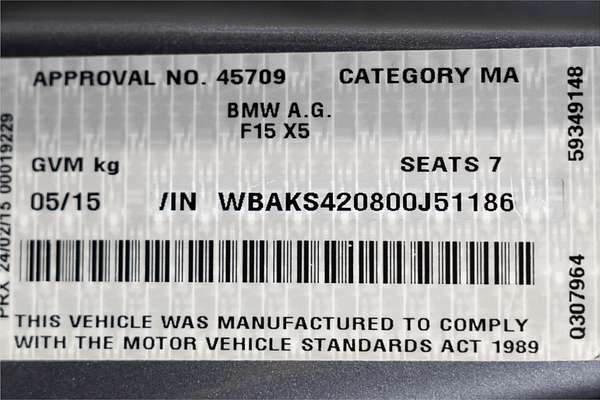 APPROVAL NO. 45709 CATEGORY MA
BMW A.G.
F15 X5
GVM kg SEATS 7
05/15 /IN WBAKS420800J51186
THIS VEHICLE WAS MANUFACTURED TO COMPLY
WITH THE MOTOR VEHICLE STANDARDS ACT 1989
PRX 24/02/15 00019229
59349148
Q307964